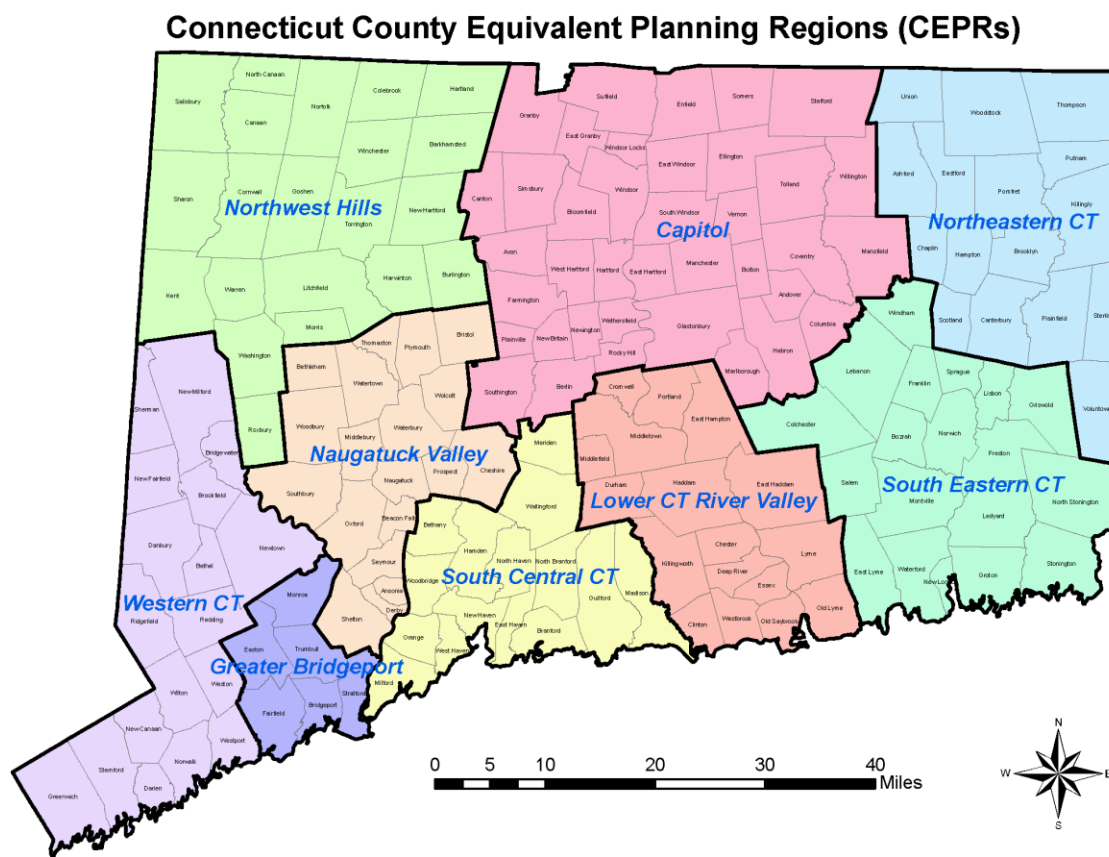 Connecticut County Equivalent Planning Regions (CEPRs)
Salisbury
North Canaan
Canaan
Norfolk
Colebrook
Hartland
Winchester
Barkhamsted
Sharon
Cornwall
Goshen
Torrington
New Hartford
Northwest Hills
Kent
Warren
Litchfield
Harwinton
Burlington
Morris
Washington
Roxbury
Granby
Suffield
East Granby
Windsor Locks
Enfield
Somers
Stafford
East Windsor
Ellington
Canton
Simsbury
Windsor
Bloomfield
South Windsor
Vernon
Tolland
Willington
Capitol
Avon
West Hartford
Hartford
East Hartford
Manchester
Bolton
Coventry
Mansfield
Farmington
Andover
Plainville
New Britain
Newington
Wethersfield
Glastonbury
Columbia
Hebron
Rocky Hill
Southington
Berlin
Marlborough
Union
Woodstock
Thompson
Putnam
Ashford
Eastford
Pomfret
Killingly
Northeastern CT
Chaplin
Hampton
Brooklyn
Scotland
Canterbury
Plainfield
Sterling
Voluntown
Bristol
Plymouth
Thomaston
Bethlehem
Watertown
Wolcott
Woodbury
Middlebury
Waterbury
Naugatuck Valley
Prospect
Cheshire
Naugatuck
Southbury
Oxford
Beacon Falls
Seymour
Ansonia
Derby
Shelton
Sherman
New Milford
Bridgewater
New Fairfield
Brookfield
Danbury
Bethel
Newtown
Western CT
Ridgefield
Redding
Wilton
Weston
New Canaan
Westport
Stamford
Norwalk
Darien
Greenwich
Monroe
Easton
Trumbull
Greater Bridgeport
Fairfield
Bridgeport
Stratford
Meriden
Wallingford
Bethany
Hamden
North Haven
North Branford
Woodbridge
South Central CT
Guilford
Madison
New Haven
East Haven
Branford
Orange
West Haven
Milford
Cromwell
Portland
East Hampton
Middletown
Middlefield
Durham
Haddam
East Haddam
Lower CT River Valley
Chester
Killingworth
Deep River
Lyme
Essex
Clinton
Westbrook
Old Saybrook
Old Lyme
Windham
Lebanon
Franklin
Sprague
Lisbon
Griswold
Colchester
Bozrah
Norwich
Preston
Salem
South Eastern CT
Montville
Ledyard
North Stonington
East Lyme
Waterford
Groton
Stonington
0 5 10 20 30 40
Miles
N
W E
S